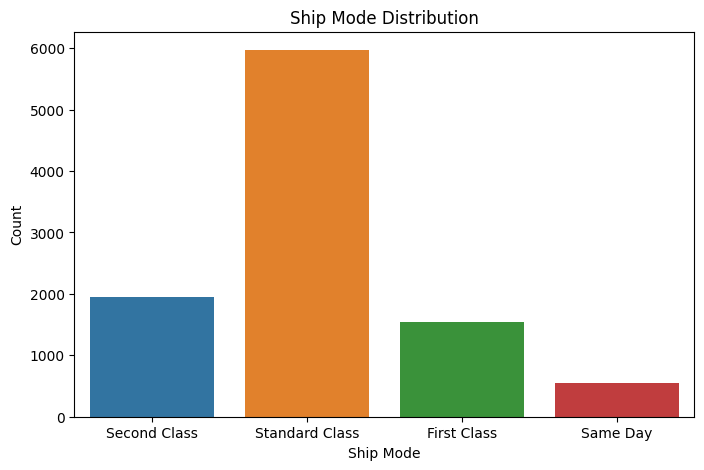 Ship Mode Distribution
6000
5000
4000
3000
2000
1000
0
Count
Second Class
Standard Class
First Class
Same Day
Ship Mode